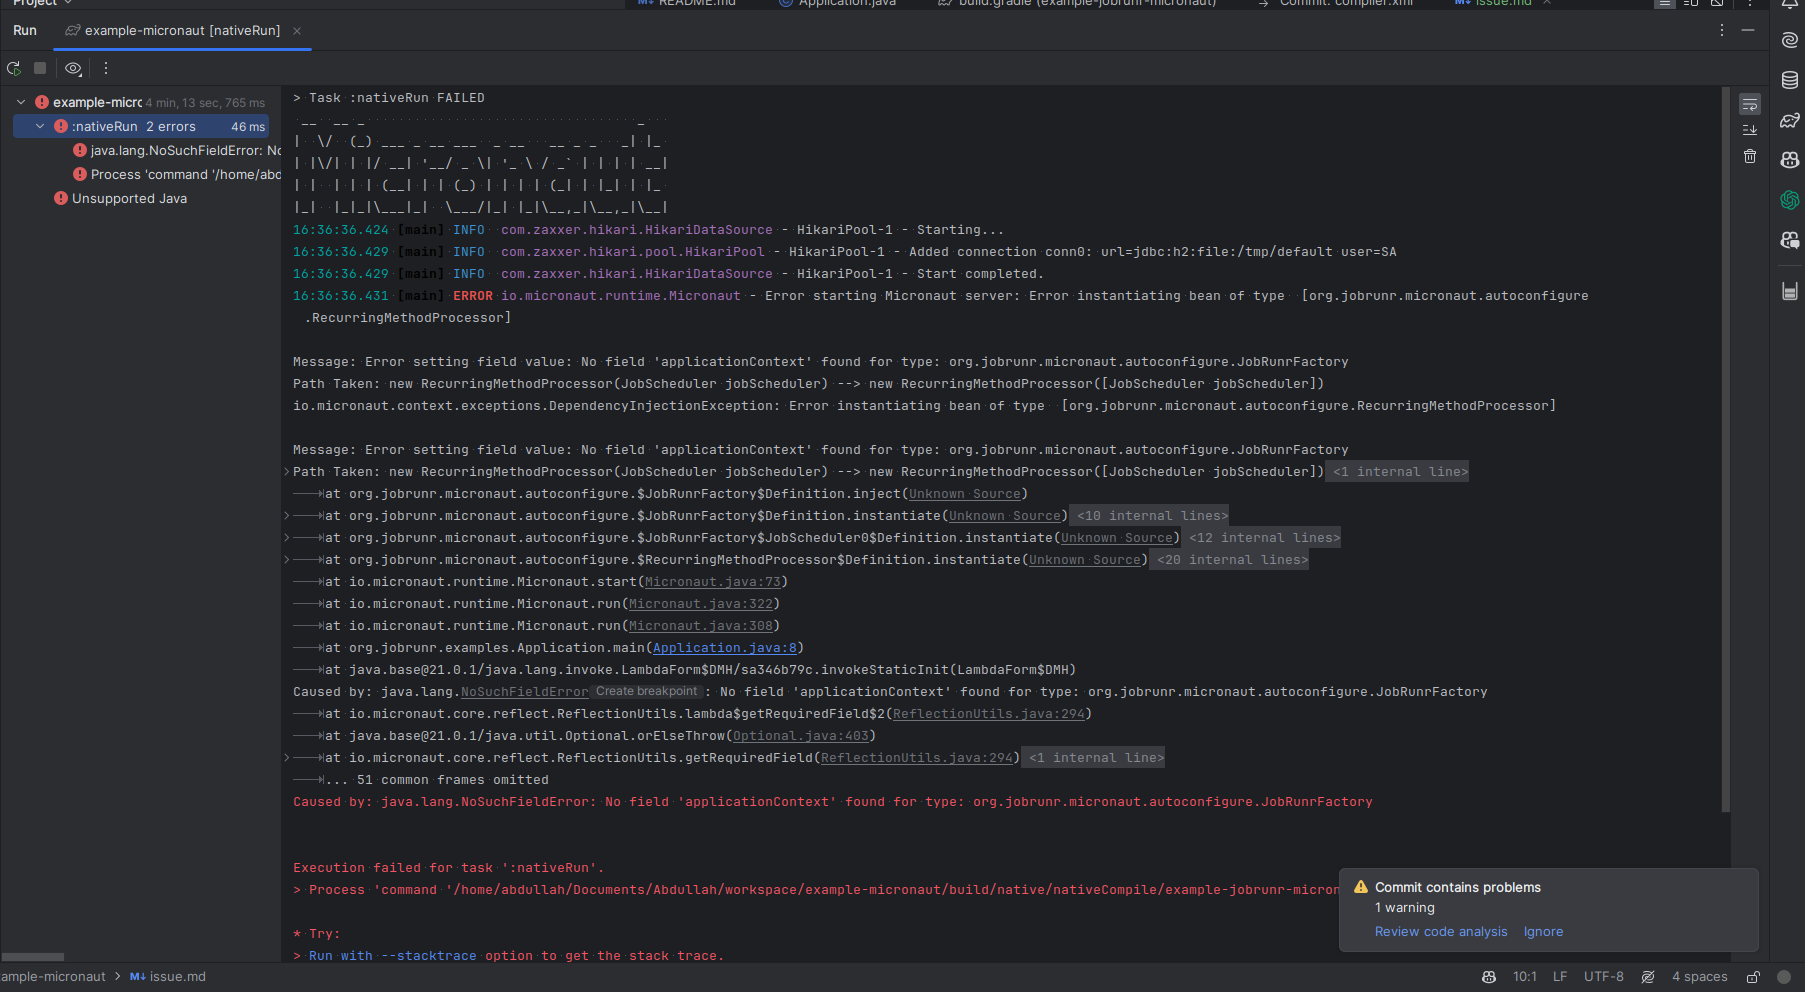 Project
README.md
Application.java
build.gradle (example-jobrunr-micronaut)
Commit: compiler.xml
issue.md
Run
example-micronaut [nativeRun]
example-micro 4 min, 13 sec, 765 ms
:nativeRun 2 errors 46 ms
java.lang.NoSuchFieldError: No
Process 'command '/home/abd
Unsupported Java
> Task :nativeRun FAILED
 __  __ _                                  _
|  \/  (_) ___ _ __ ___  _ __   __ _ _   _| |_
| |\/| | |/ __| '__/ _ \| '_ \ / _` | | | | __|
| |  | | | (__| | | (_) | | | | (_| | |_| | |_
|_|  |_|_|\___|_|  \___/|_| |_|\__,_|\__,_|\__|
16:36:36.424 [main] INFO  com.zaxxer.hikari.HikariDataSource - HikariPool-1 - Starting...
16:36:36.429 [main] INFO  com.zaxxer.hikari.pool.HikariPool - HikariPool-1 - Added connection conn0: url=jdbc:h2:file:/tmp/default user=SA
16:36:36.429 [main] INFO  com.zaxxer.hikari.HikariDataSource - HikariPool-1 - Start completed.
16:36:36.431 [main] ERROR io.micronaut.runtime.Micronaut - Error starting Micronaut server: Error instantiating bean of type  [org.jobrunr.micronaut.autoconfigure
.RecurringMethodProcessor]
Message: Error setting field value: No field 'applicationContext' found for type: org.jobrunr.micronaut.autoconfigure.JobRunrFactory
Path Taken: new RecurringMethodProcessor(JobScheduler jobScheduler) --> new RecurringMethodProcessor([JobScheduler jobScheduler])
io.micronaut.context.exceptions.DependencyInjectionException: Error instantiating bean of type  [org.jobrunr.micronaut.autoconfigure.RecurringMethodProcessor]
Message: Error setting field value: No field 'applicationContext' found for type: org.jobrunr.micronaut.autoconfigure.JobRunrFactory
Path Taken: new RecurringMethodProcessor(JobScheduler jobScheduler) --> new RecurringMethodProcessor([JobScheduler jobScheduler]) <1 internal line>
at org.jobrunr.micronaut.autoconfigure.$JobRunrFactory$Definition.inject(Unknown Source)
at org.jobrunr.micronaut.autoconfigure.$JobRunrFactory$Definition.instantiate(Unknown Source) <10 internal lines>
at org.jobrunr.micronaut.autoconfigure.$JobRunrFactory$JobScheduler0$Definition.instantiate(Unknown Source) <12 internal lines>
at org.jobrunr.micronaut.autoconfigure.$RecurringMethodProcessor$Definition.instantiate(Unknown Source) <20 internal lines>
at io.micronaut.runtime.Micronaut.start(Micronaut.java:73)
at io.micronaut.runtime.Micronaut.run(Micronaut.java:322)
at io.micronaut.runtime.Micronaut.run(Micronaut.java:308)
at org.jobrunr.examples.Application.main(Application.java:8)
at java.base@21.0.1/java.lang.invoke.LambdaForm$DMH/sa346b79c.invokeStaticInit(LambdaForm$DMH)
Caused by: java.lang.NoSuchFieldError Create breakpoint : No field 'applicationContext' found for type: org.jobrunr.micronaut.autoconfigure.JobRunrFactory
at io.micronaut.core.reflect.ReflectionUtils.lambda$getRequiredField$2(ReflectionUtils.java:294)
at java.base@21.0.1/java.util.Optional.orElseThrow(Optional.java:403)
at io.micronaut.core.reflect.ReflectionUtils.getRequiredField(ReflectionUtils.java:294) <1 internal line>
... 51 common frames omitted
Caused by: java.lang.NoSuchFieldError: No field 'applicationContext' found for type: org.jobrunr.micronaut.autoconfigure.JobRunrFactory
Execution failed for task ':nativeRun'.
> Process 'command '/home/abdullah/Documents/Abdullah/workspace/example-micronaut/build/native/nativeCompile/example-jobrunr-micron
* Try:
> Run with --stacktrace option to get the stack trace.
Commit contains problems
1 warning
Review code analysis Ignore
ample-micronaut > issue.md
10:1 LF UTF-8 4 spaces